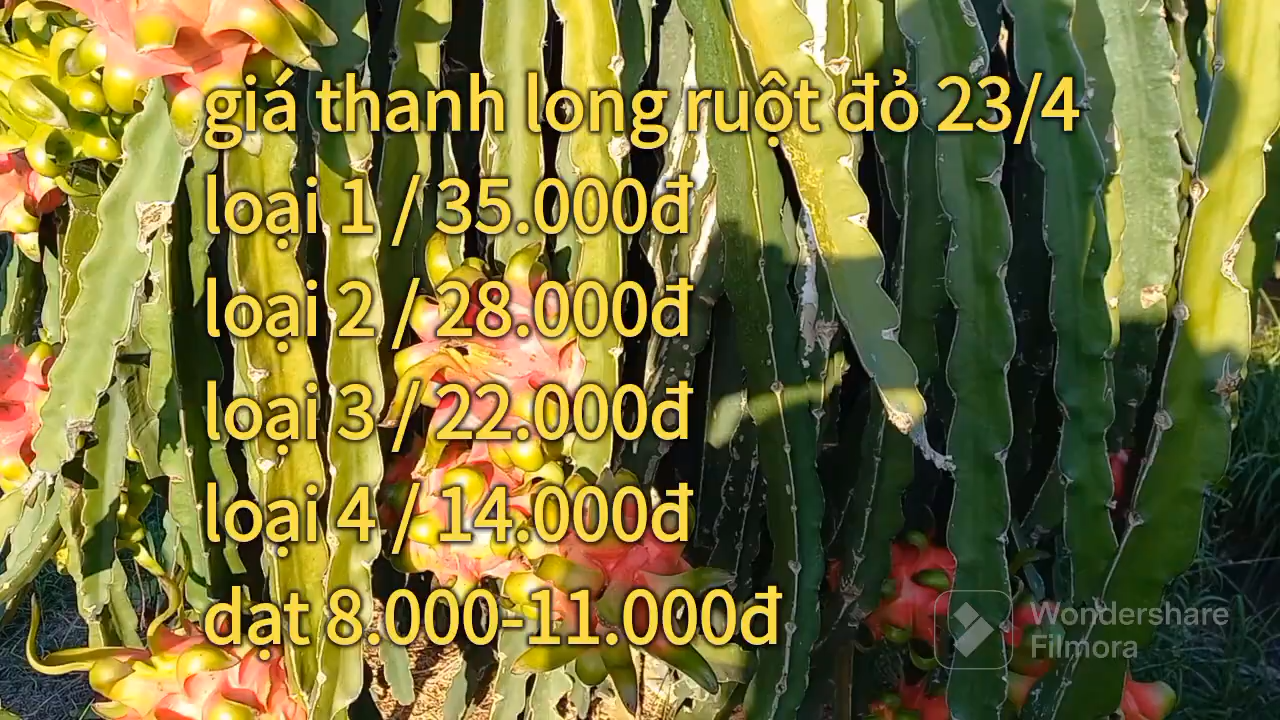 giá thanh long ruột đỏ 23/4
loại 1 / 35.000đ
loại 2 / 28.000đ
loại 3 / 22.000đ
loại 4 / 14.000đ
dạt 8.000-11.000đ
Wondershare
Filmora